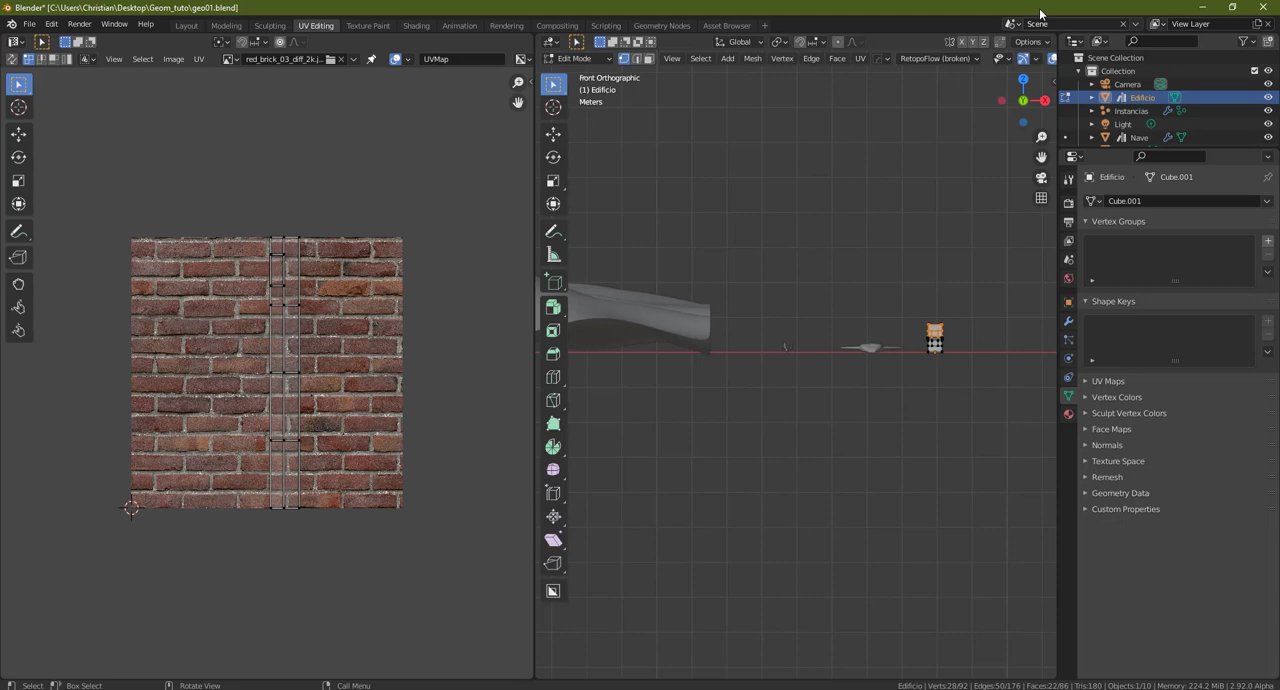 Blender* [C:\Users\Christian\Desktop\Geom_tuto\geo01.blend]
File Edit Render Window Help
Layout Modeling Sculpting UV Editing Texture Paint Shading Animation Rendering Compositing Scripting Geometry Nodes Asset Browser +
Scene View Layer
View Select Image UV red_brick_03_diff_2k.j... UVMap
Global Options
Edit Mode View Select Add Mesh Vertex Edge Face UV RetopoFlow (broken)
X Y Z
Front Orthographic
(1) Edificio
Meters
Z
Y
X
Scene Collection
Collection
Camera
Edificio
Instancias
Light
Nave
Edificio Cube.001
Cube.001
Vertex Groups
Shape Keys
UV Maps
Vertex Colors
Sculpt Vertex Colors
Face Maps
Normals
Texture Space
Remesh
Geometry Data
Custom Properties
Select Box Select Rotate View Call Menu
Edificio | Verts:28/92 | Edges:50/176 | Faces:22/86 | Tris:180 | Objects:1/10 | Memory: 224.2 MiB | 2.92.0 Alpha